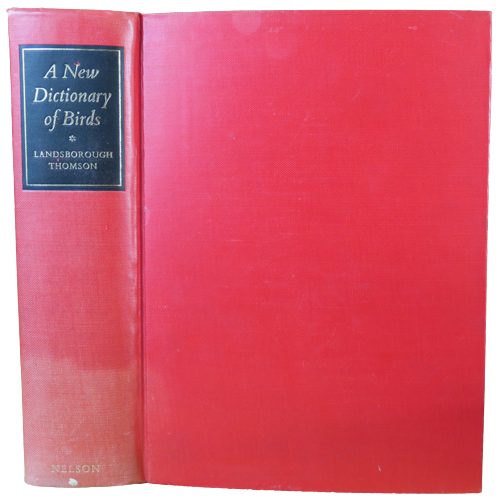 A New
Dictionary
of Birds
*
LANDSBOROUGH
THOMSON
NELSON